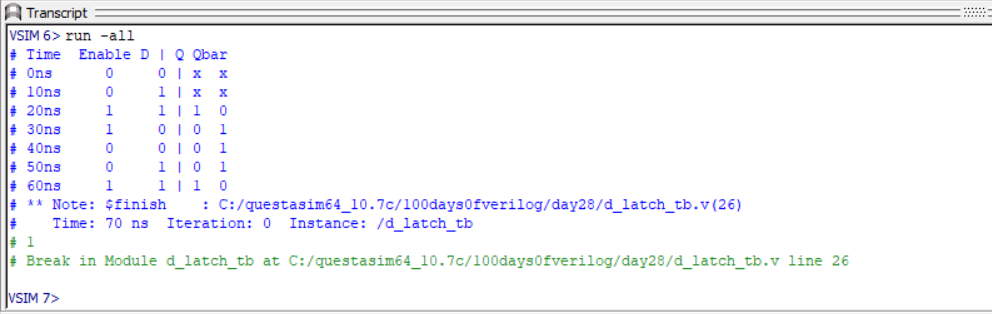 Transcript
VSIM 6> run -all
# Time  Enable D | Q Qbar
# 0ns       0      0 | x  x
# 10ns      0      1 | x  x
# 20ns      1      1 | 1  0
# 30ns      1      0 | 0  1
# 40ns      0      0 | 0  1
# 50ns      0      1 | 0  1
# 60ns      1      1 | 1  0
# ** Note: $finish    : C:/questasim64_10.7c/100days0fverilog/day28/d_latch_tb.v(26)
#    Time: 70 ns  Iteration: 0  Instance: /d_latch_tb
# 1
# Break in Module d_latch_tb at C:/questasim64_10.7c/100days0fverilog/day28/d_latch_tb.v line 26
VSIM 7>